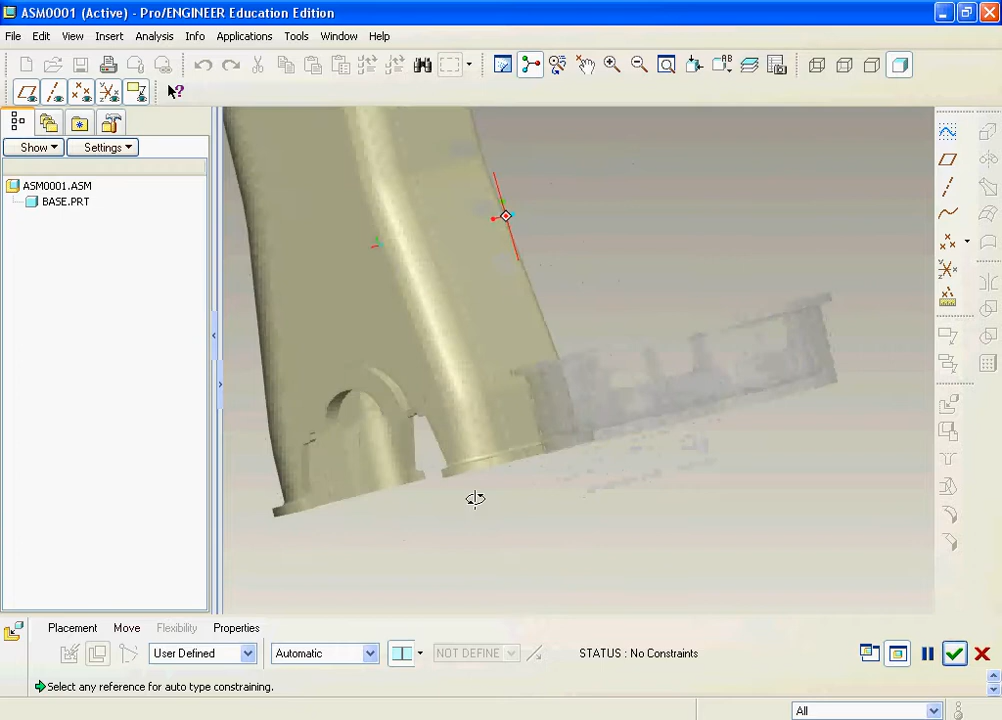 ASM0001 (Active) - Pro/ENGINEER Education Edition
File Edit View Insert Analysis Info Applications Tools Window Help
Show Settings
ASM0001.ASM
BASE.PRT
Placement Move Flexibility Properties
User Defined Automatic NOT DEFINE STATUS : No Constraints
Select any reference for auto type constraining.
All